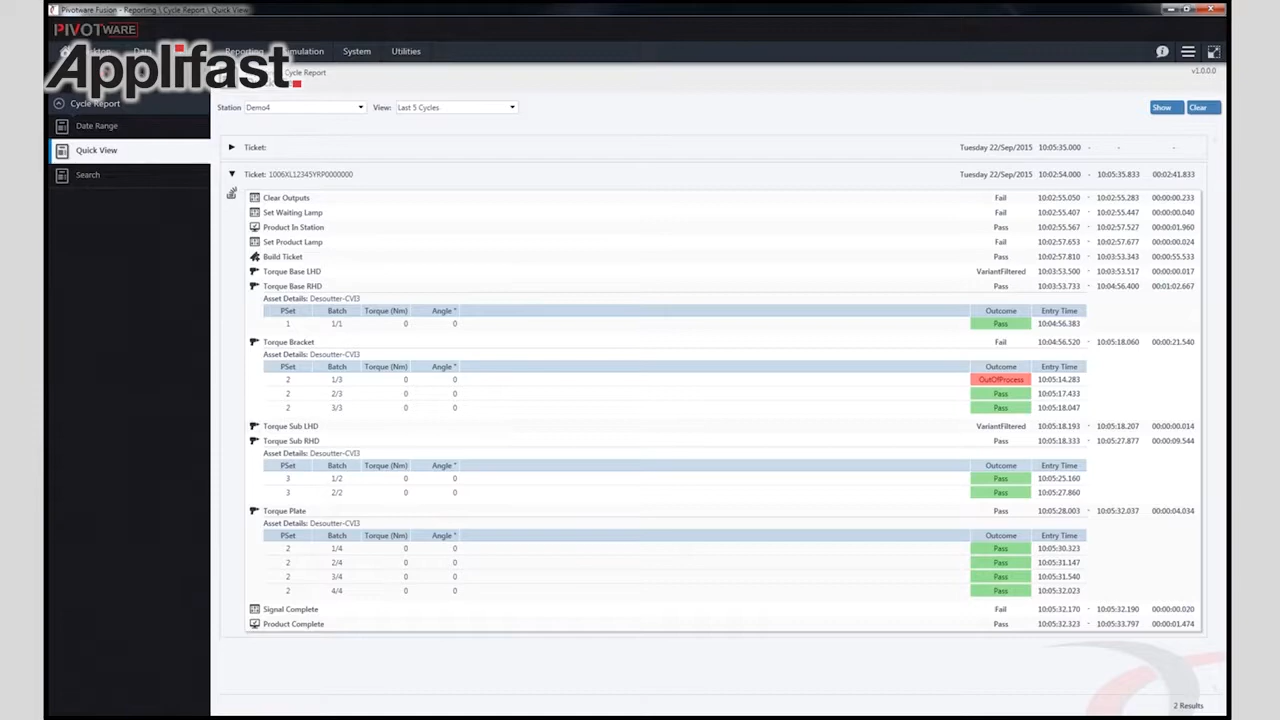 Pivotware Fusion - Reporting \ Cycle Report \ Quick View
PIVOTWARE
Reporting Simulation System Utilities
Applifast.
Cycle Report
v1.0.0.0
Cycle Report
Date Range
Quick View
Search
Station Demo4 View: Last 5 Cycles Show Clear
Ticket: Tuesday 22/Sep/2015 10:05:35.000 - - -
Ticket: 1006XL12345YRP0000000 Tuesday 22/Sep/2015 10:02:54.000 - 10:05:35.833 00:02:41.833
Clear Outputs Fail 10:02:55.050 - 10:02:55.283 00:00:00.233
Set Waiting Lamp Fail 10:02:55.407 - 10:02:55.447 00:00:00.040
Product In Station Pass 10:02:55.567 - 10:02:57.527 00:00:01.960
Set Product Lamp Fail 10:02:57.653 - 10:02:57.677 00:00:00.024
Build Ticket Pass 10:02:57.810 - 10:03:53.343 00:00:55.533
Torque Base LHD VariantFiltered 10:03:53.500 - 10:03:53.517 00:00:00.017
Torque Base RHD Pass 10:03:53.733 - 10:04:56.400 00:01:02.667
Asset Details: Desoutter-CVI3
PSet Batch Torque (Nm) Angle ° Outcome Entry Time
1 1/1 0 0 Pass 10:04:56.383
Torque Bracket Fail 10:04:56.520 - 10:05:18.060 00:00:21.540
Asset Details: Desoutter-CVI3
PSet Batch Torque (Nm) Angle ° Outcome Entry Time
2 1/3 0 0 OutOfProcess 10:05:14.283
2 2/3 0 0 Pass 10:05:17.433
2 3/3 0 0 Pass 10:05:18.047
Torque Sub LHD VariantFiltered 10:05:18.193 - 10:05:18.207 00:00:00.014
Torque Sub RHD Pass 10:05:18.333 - 10:05:27.877 00:00:09.544
Asset Details: Desoutter-CVI3
PSet Batch Torque (Nm) Angle ° Outcome Entry Time
3 1/2 0 0 Pass 10:05:25.160
3 2/2 0 0 Pass 10:05:27.860
Torque Plate Pass 10:05:28.003 - 10:05:32.037 00:00:04.034
Asset Details: Desoutter-CVI3
PSet Batch Torque (Nm) Angle ° Outcome Entry Time
2 1/4 0 0 Pass 10:05:30.323
2 2/4 0 0 Pass 10:05:31.147
2 3/4 0 0 Pass 10:05:31.540
2 4/4 0 0 Pass 10:05:32.023
Signal Complete Fail 10:05:32.170 - 10:05:32.190 00:00:00.020
Product Complete Pass 10:05:32.323 - 10:05:33.797 00:00:01.474
2 Results